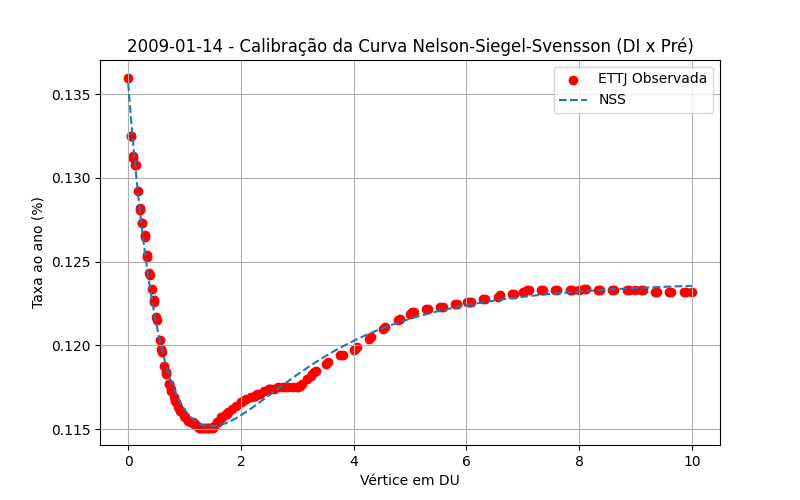 2009-01-14 - Calibração da Curva Nelson-Siegel-Svensson (DI x Pré)
ETTJ Observada
NSS
Taxa ao ano (%)
0.135
0.130
0.125
0.120
0.115
0 2 4 6 8 10
Vértice em DU